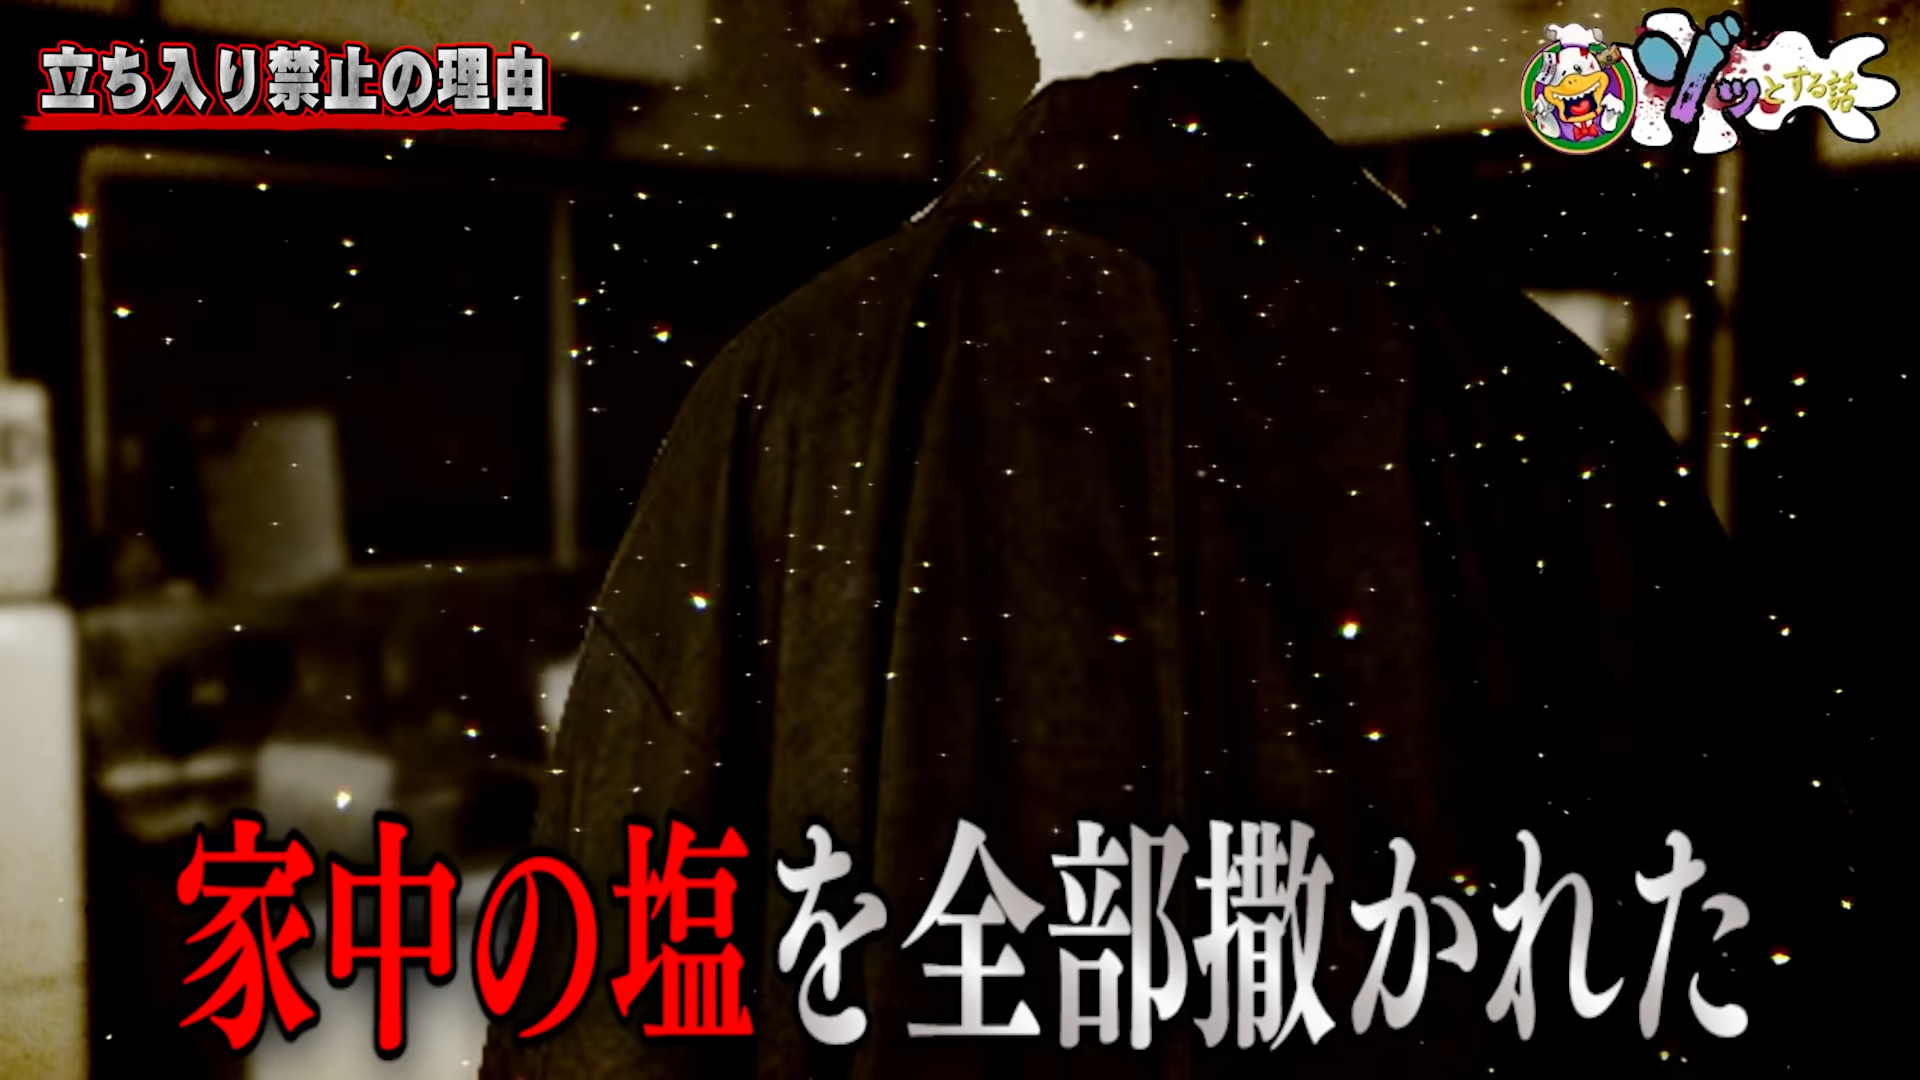 立ち入り禁止の理由
ゾッとする話
家中の塩を全部撒かれた